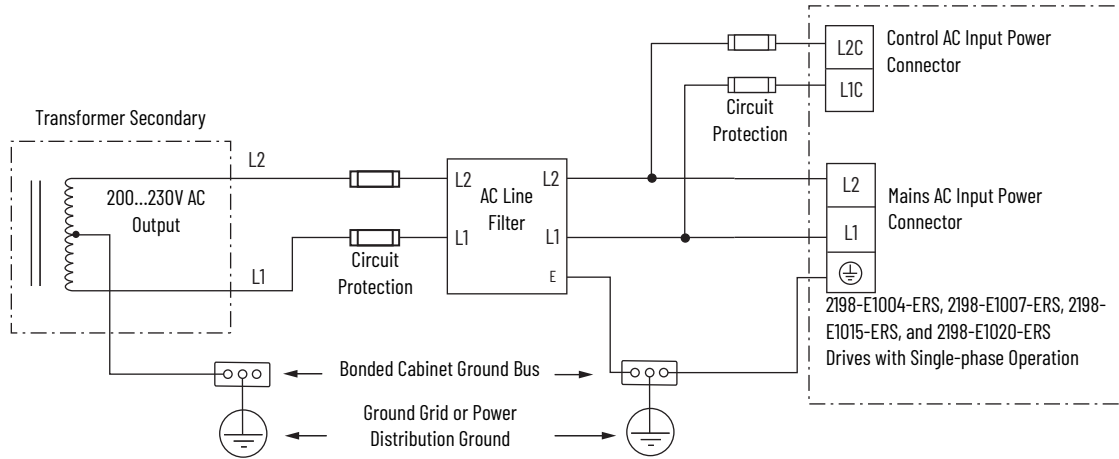 L2C
Control AC Input Power
Connector
L1C
Circuit
Protection
Transformer Secondary
L2
200...230V AC
Output
L1
Circuit
Protection
L2
L2
AC Line
Filter
L1
L1
E
L2
Mains AC Input Power
Connector
L1
2198-E1004-ERS, 2198-E1007-ERS, 2198-
E1015-ERS, and 2198-E1020-ERS
Drives with Single-phase Operation
Bonded Cabinet Ground Bus
Ground Grid or Power
Distribution Ground